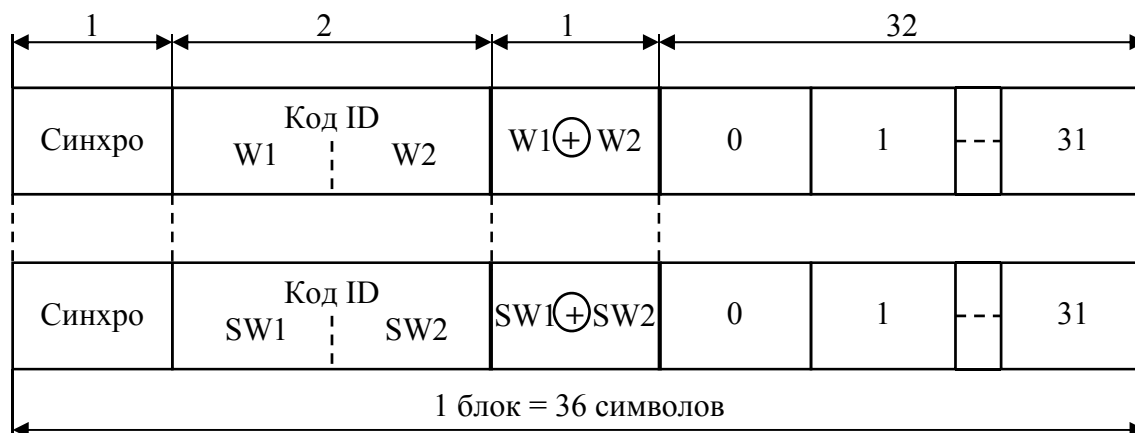 1 2 1 32
Синхро Код ID W1 ⊕ W2 0 1 31
W1 W2
Синхро Код ID SW1 ⊕ SW2 0 1 31
SW1 SW2
1 блок = 36 символов